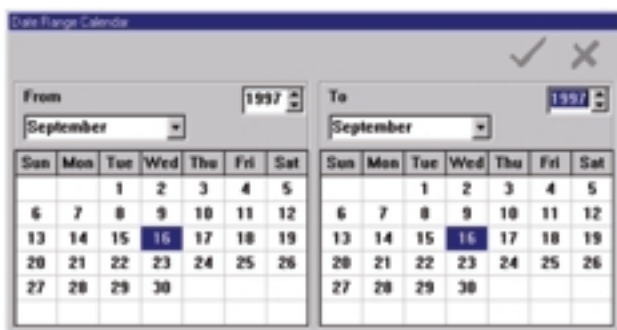 Date Range Calendar
From 1997
September
Sun Mon Tue Wed Thu Fri Sat
1 2 3 4 5
6 7 8 9 10 11 12
13 14 15 16 17 18 19
20 21 22 23 24 25 26
27 28 29 30
To 1997
September
Sun Mon Tue Wed Thu Fri Sat
1 2 3 4 5
6 7 8 9 10 11 12
13 14 15 16 17 18 19
20 21 22 23 24 25 26
27 28 29 30